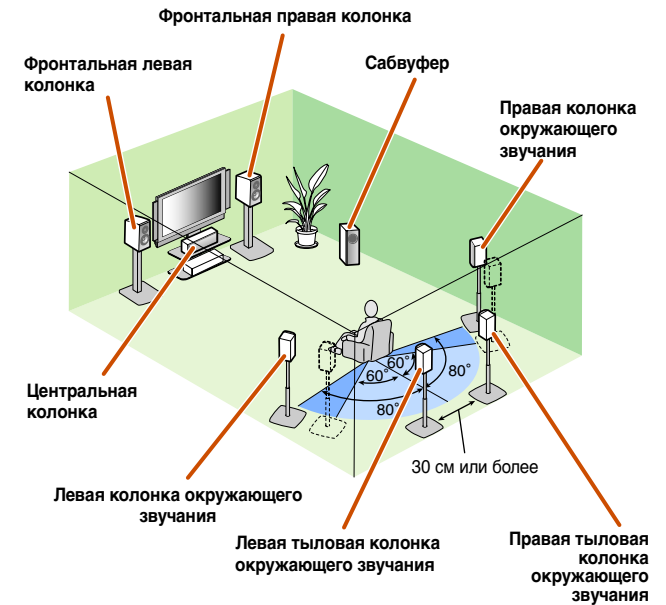 Фронтальная правая колонка
Фронтальная левая
колонка
Сабвуфер
Правая колонка
окружающего
звучания
60°
60°
80°
80°
Центральная
колонка
30 см или более
Левая колонка окружающего
звучания
Левая тыловая колонка
окружающего звучания
Правая тыловая
колонка
окружающего
звучания